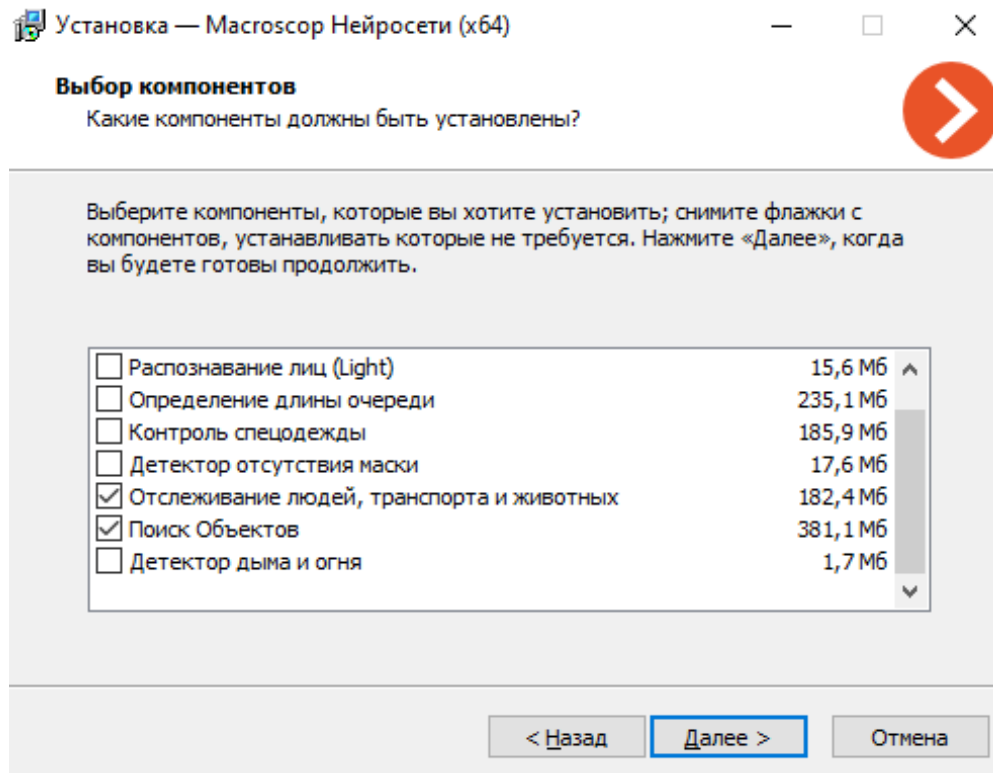 Установка — Macroscop Нейросети (x64)
Выбор компонентов
Какие компоненты должны быть установлены?
Выберите компоненты, которые вы хотите установить; снимите флажки с
компонентов, устанавливать которые не требуется. Нажмите «Далее», когда
вы будете готовы продолжить.
Распознавание лиц (Light) 15,6 Мб
Определение длины очереди 235,1 Мб
Контроль спецодежды 185,9 Мб
Детектор отсутствия маски 17,6 Мб
Отслеживание людей, транспорта и животных 182,4 Мб
Поиск Объектов 381,1 Мб
Детектор дыма и огня 1,7 Мб
< Назад Далее > Отмена